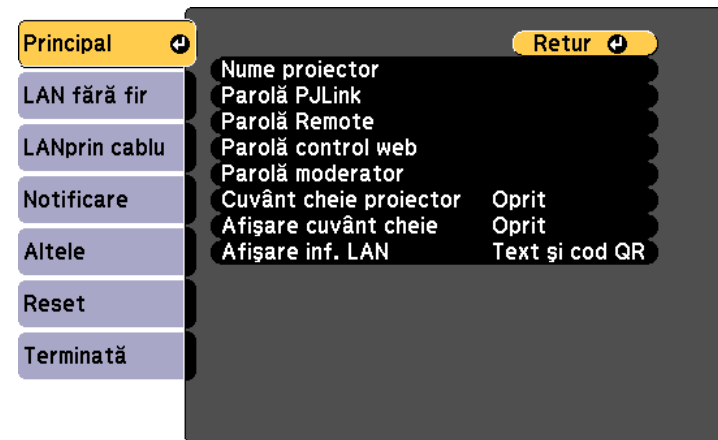 Principal
LAN fără fir
LANprin cablu
Notificare
Altele
Reset
Terminată
Retur
Nume proiector
Parolă PJLink
Parolă Remote
Parolă control web
Parolă moderator
Cuvânt cheie proiector Oprit
Afişare cuvânt cheie Oprit
Afişare inf. LAN Text şi cod QR